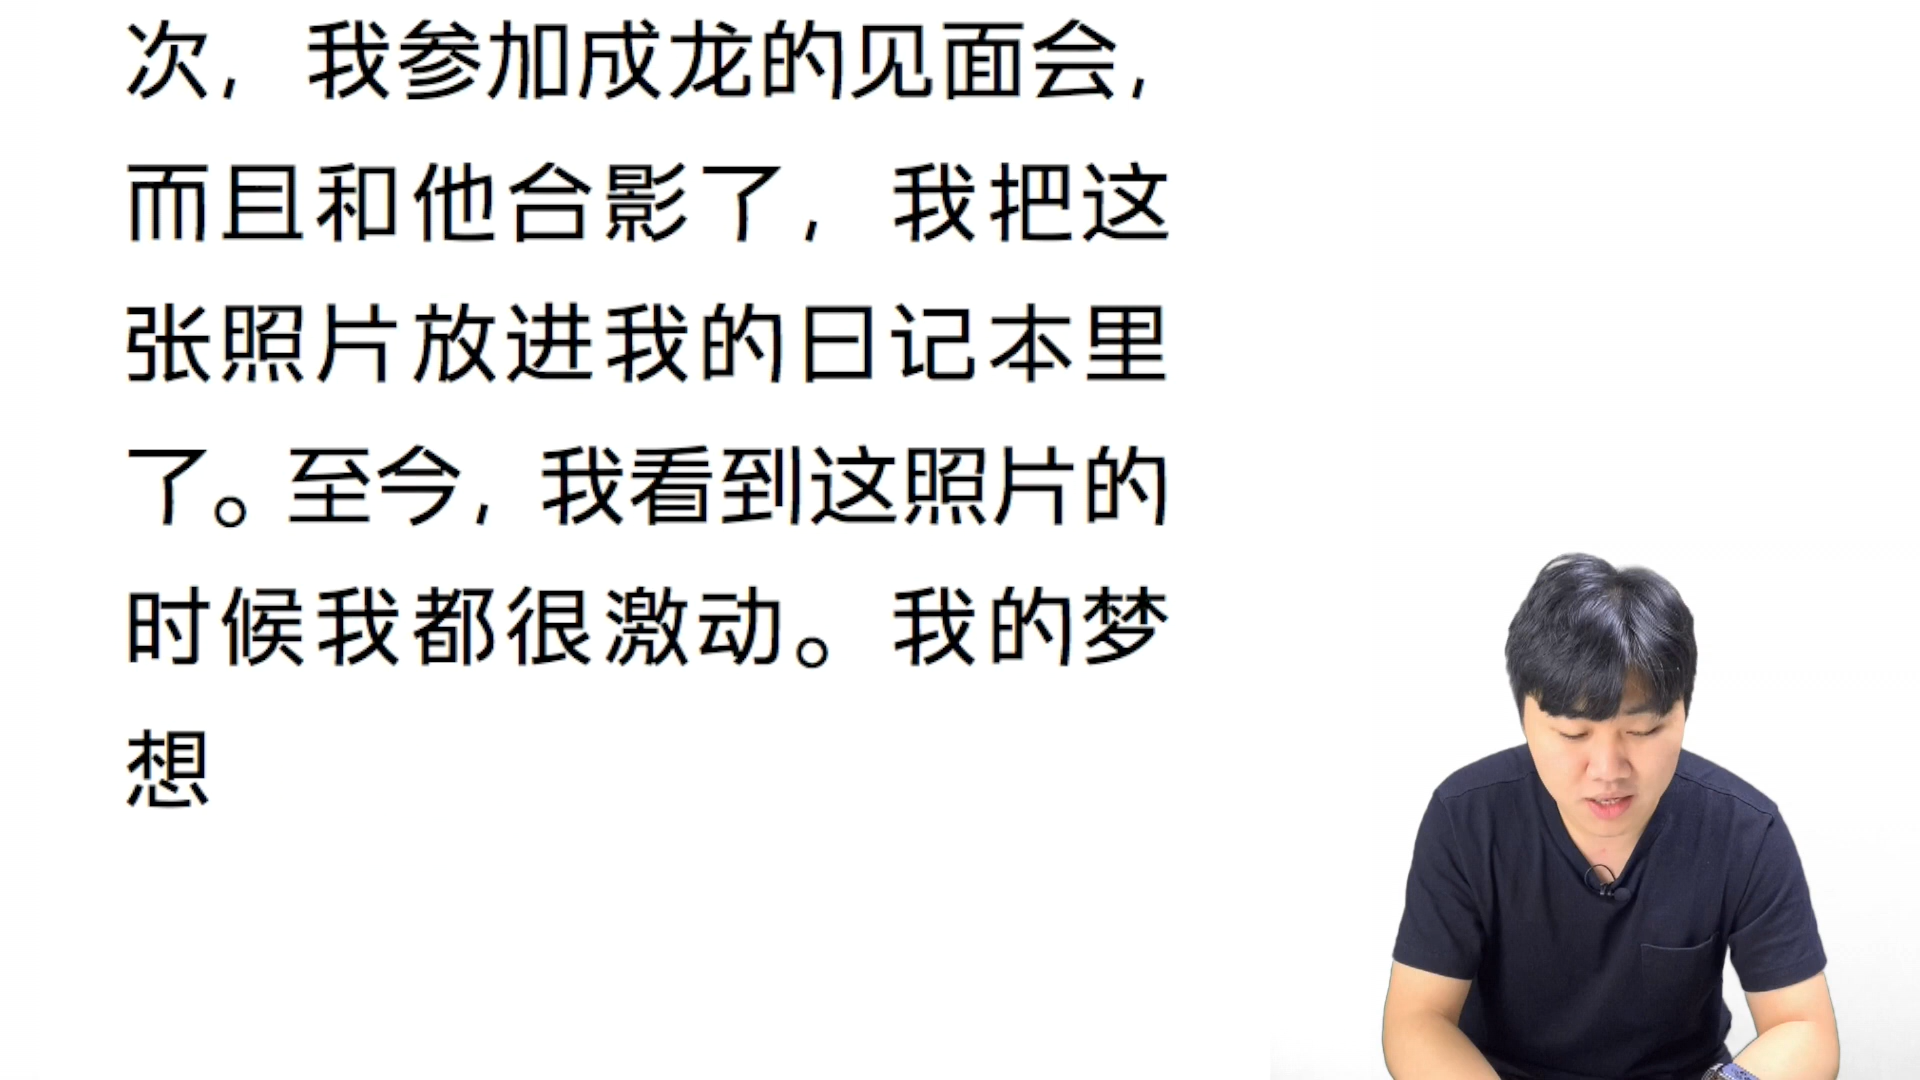 次，我参加成龙的见面会，
而且和他合影了，我把这
张照片放进我的日记本里
了。至今，我看到这照片的
时候我都很激动。我的梦
想